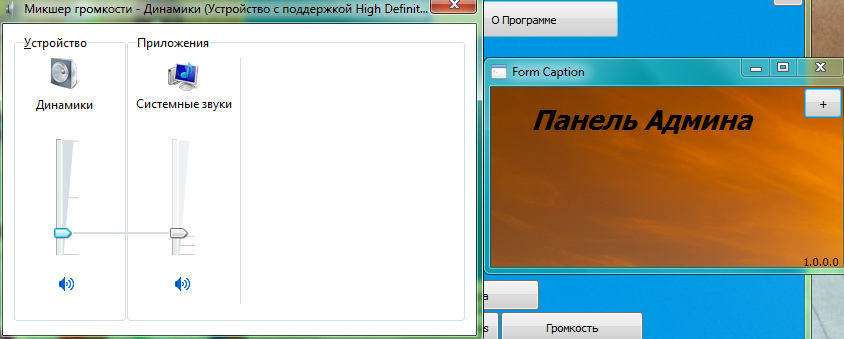 Микшер громкости - Динамики (Устройство с поддержкой High Definit...
Устройство
Приложения
Динамики
Системные звуки
О Программе
Form Caption
+
Панель Админа
1.0.0.0
Громкость